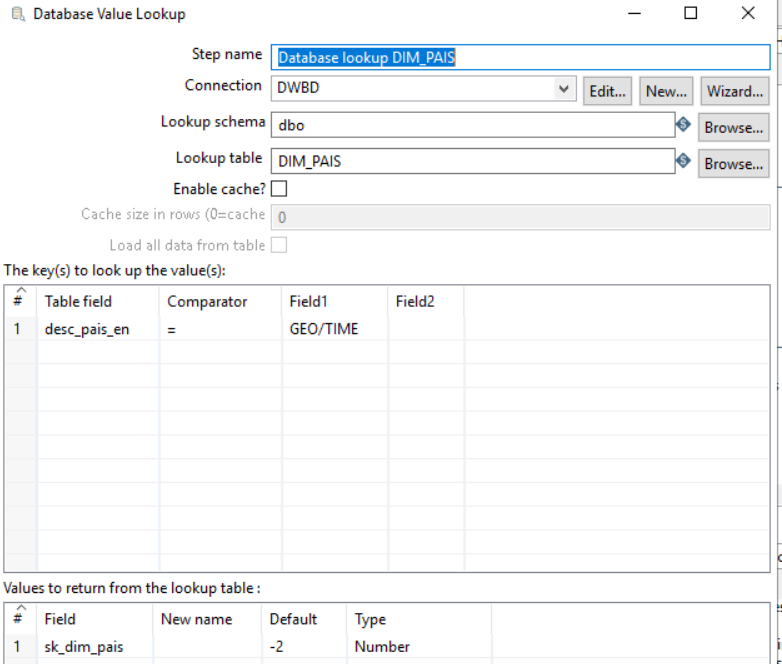 Database Value Lookup
Step name Database lookup DIM_PAIS
Connection DWBD Edit... New... Wizard...
Lookup schema dbo Browse...
Lookup table DIM_PAIS Browse...
Enable cache?
Cache size in rows (0=cache 0
Load all data from table
The key(s) to look up the value(s):
# Table field Comparator Field1 Field2
1 desc_pais_en = GEO/TIME
Values to return from the lookup table :
# Field New name Default Type
1 sk_dim_pais -2 Number